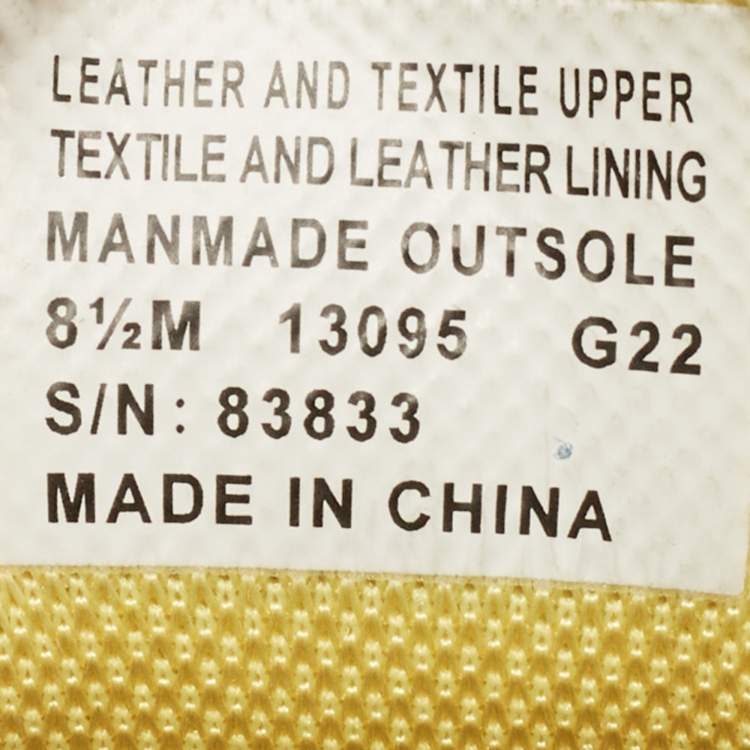 LEATHER AND TEXTILE UPPER
TEXTILE AND LEATHER LINING
MANMADE OUTSOLE
8½M 13095 G22
S/N: 83833
MADE IN CHINA